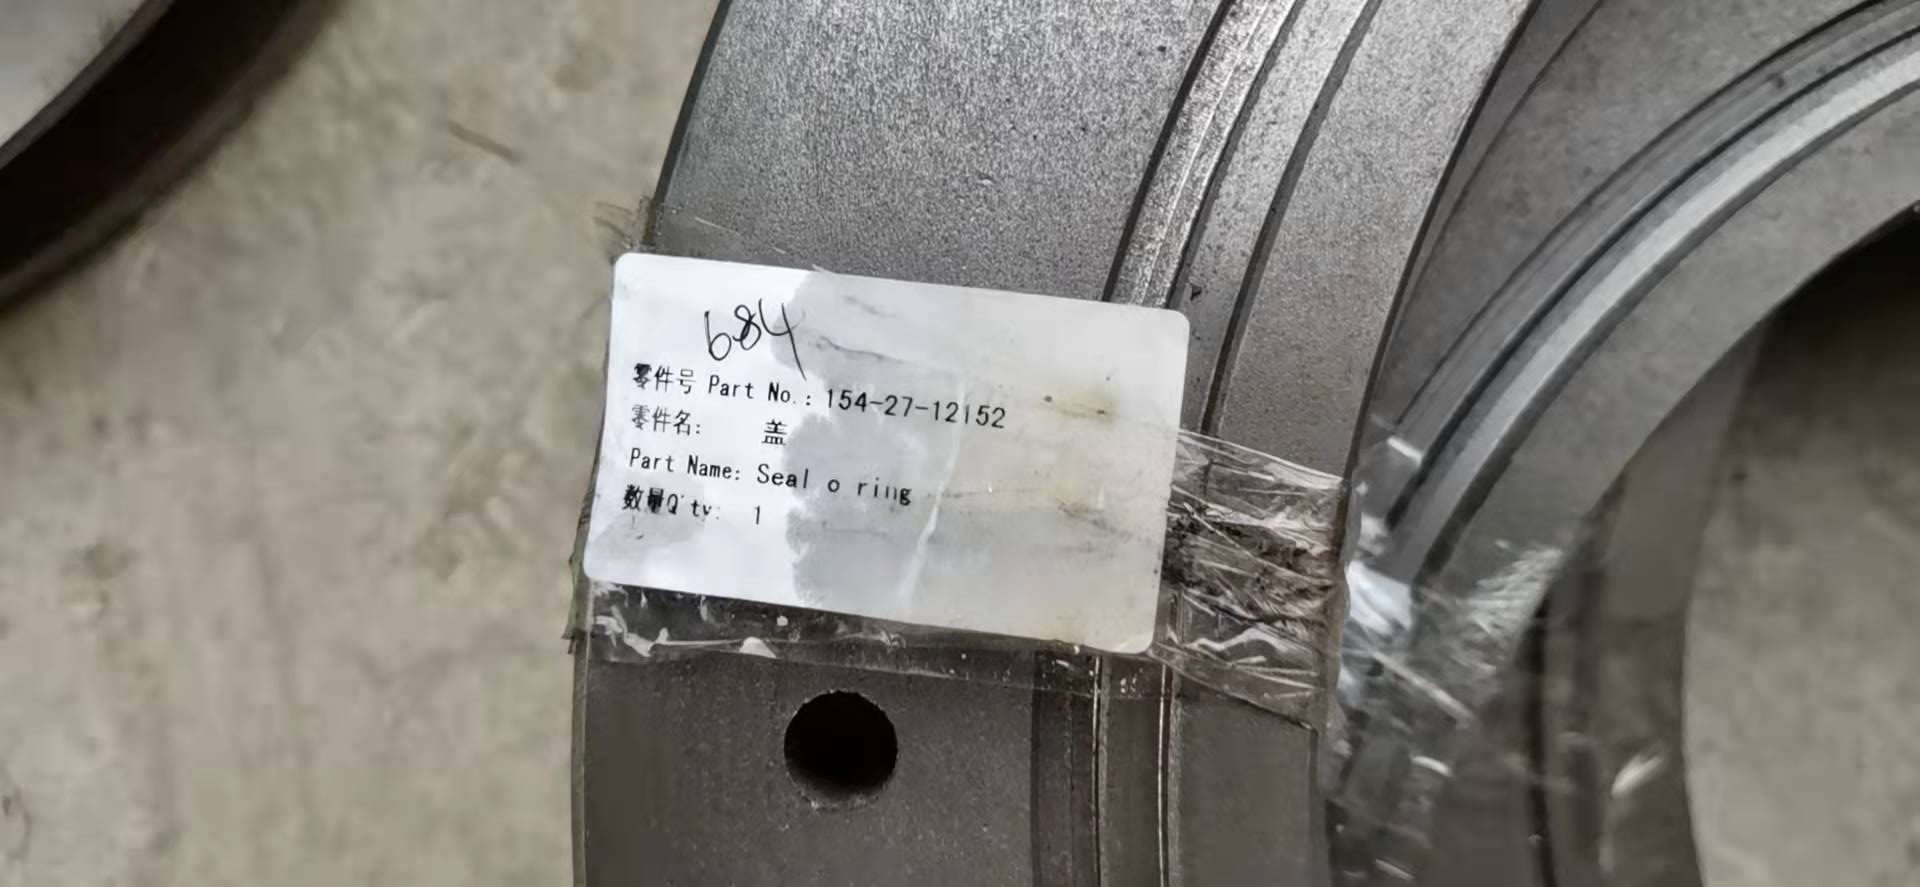 684
零件号 Part No.: 154-27-12152
零件名: 盖
Part Name: Seal o ring
数量Q'ty: 1